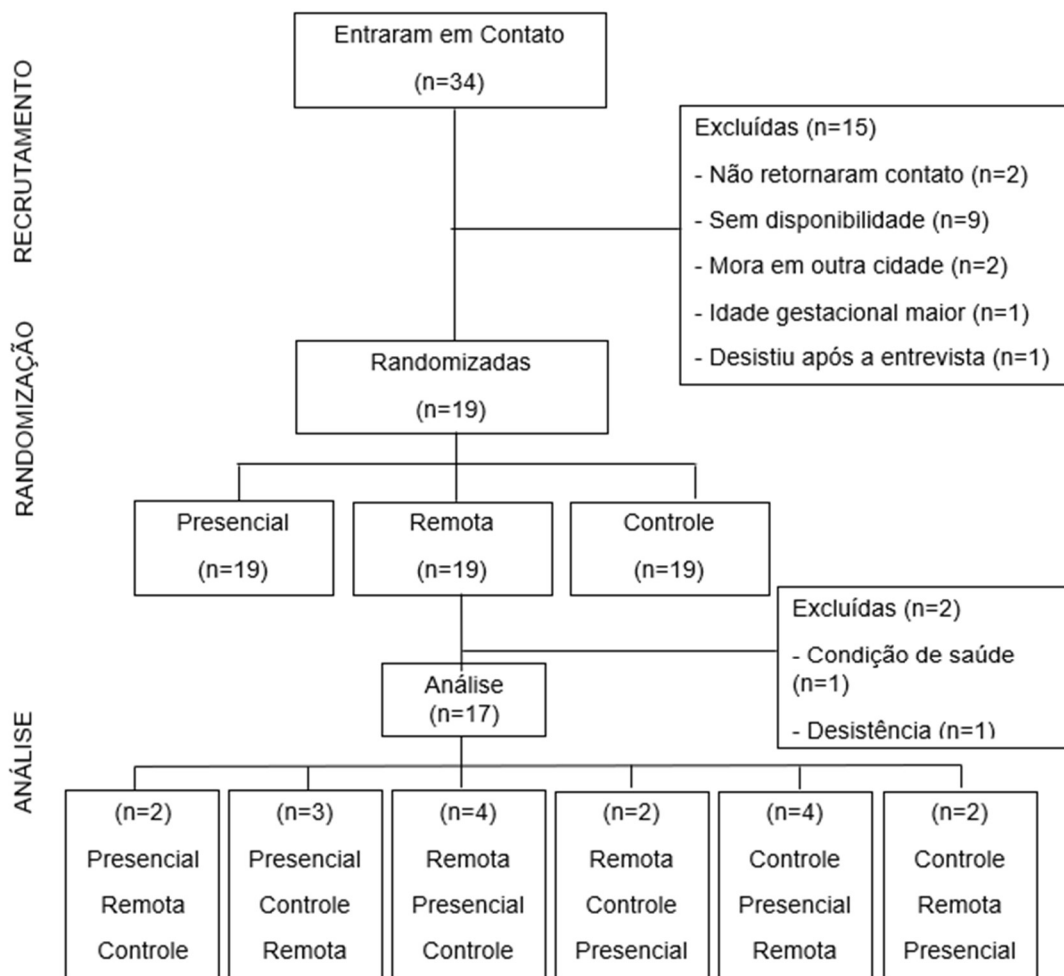 Entraram em Contato
(n=34)
RECRUTAMENTO
Excluídas (n=15)
- Não retornaram contato (n=2)
- Sem disponibilidade (n=9)
- Mora em outra cidade (n=2)
- Idade gestacional maior (n=1)
- Desistiu após a entrevista (n=1)
RANDOMIZAÇÃO
Randomizadas
(n=19)
Presencial
(n=19)
Remota
(n=19)
Controle
(n=19)
Excluídas (n=2)
- Condição de saúde
(n=1)
- Desistência (n=1)
ANÁLISE
Análise
(n=17)
(n=2)
Presencial
Remota
Controle
(n=3)
Presencial
Controle
Remota
(n=4)
Remota
Presencial
Controle
(n=2)
Remota
Controle
Presencial
(n=4)
Controle
Presencial
Remota
(n=2)
Controle
Remota
Presencial